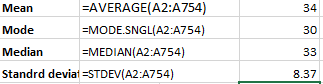 Mean =AVERAGE(A2:A754) 34
Mode =MODE.SNGL(A2:A754) 30
Median =MEDIAN(A2:A754) 33
Standrd deviat =STDEV(A2:A754) 8.37